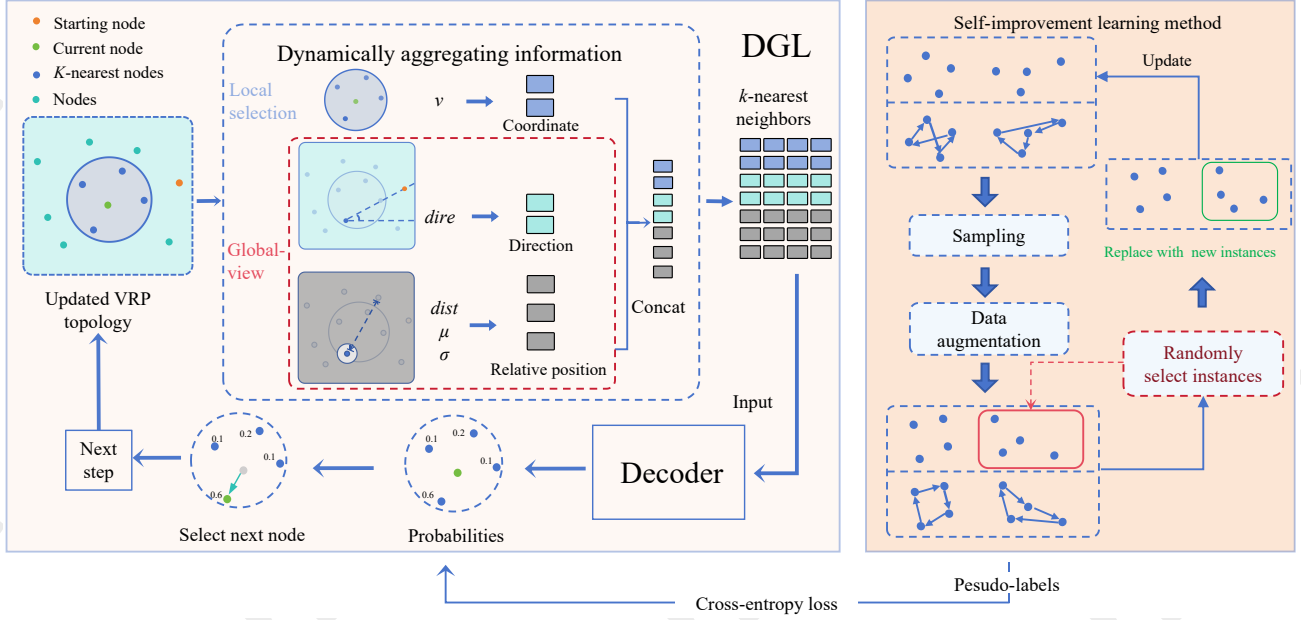 Starting node
Current node
K-nearest nodes
Nodes
Updated VRP
topology
Dynamically aggregating information
Local
selection
v
Coordinate
Global-
view
dire
Direction
dist
μ
σ
Relative position
Concat
DGL
k-nearest
neighbors
Input
Decoder
0.1
0.2
0.1
0.6
Probabilities
0.1
0.2
0.1
0.6
Select next node
Next
step
Self-improvement learning method
Update
Sampling
Data
augmentation
Replace with new instances
Randomly
select instances
Pesudo-labels
Cross-entropy loss